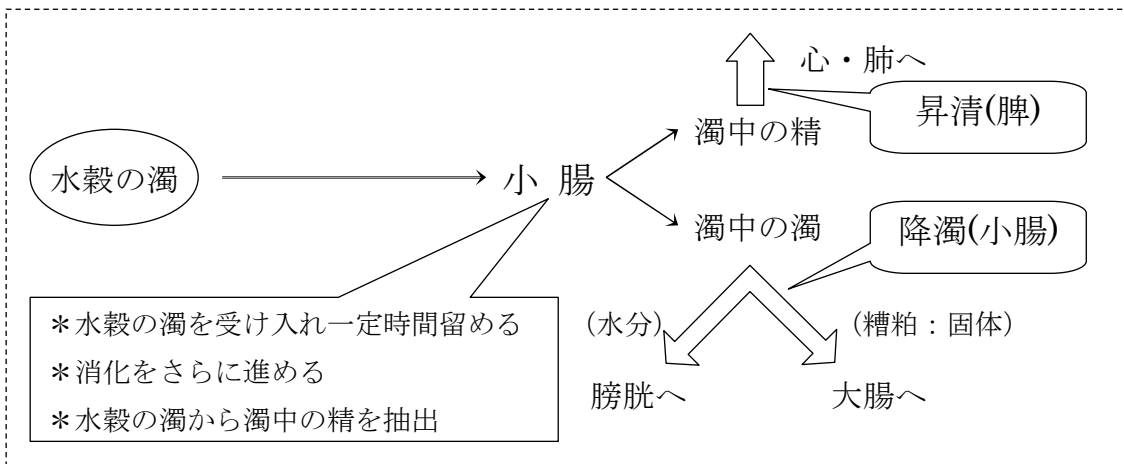 心・肺へ
昇清(脾)
濁中の精
水穀の濁
小 腸
濁中の濁
降濁(小腸)
＊水穀の濁を受け入れ一定時間留める
＊消化をさらに進める
＊水穀の濁から濁中の精を抽出
(水分)
(糟粕：固体)
膀胱へ
大腸へ